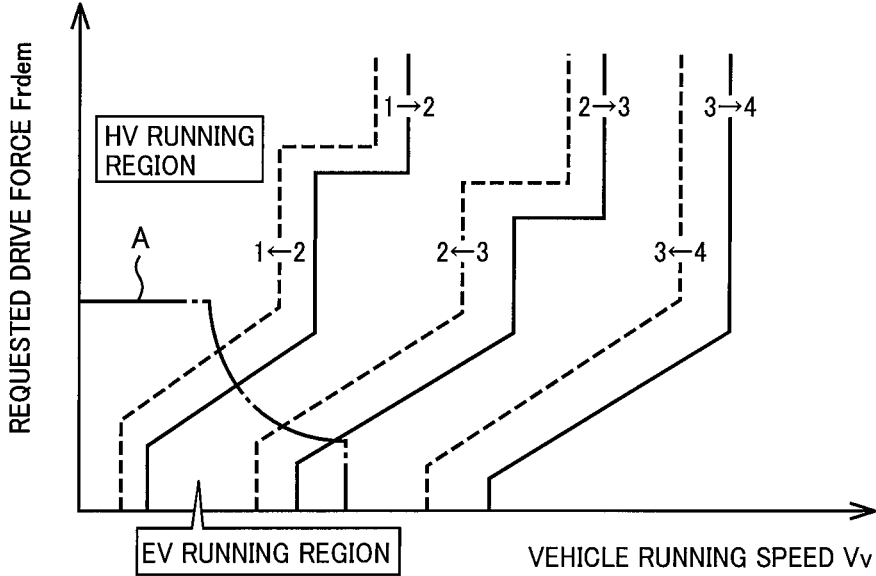 REQUESTED DRIVE FORCE Frdem
HV RUNNING
REGION
1→2
2→3
3→4
A
1←2
2←3
3←4
EV RUNNING REGION
VEHICLE RUNNING SPEED Vv